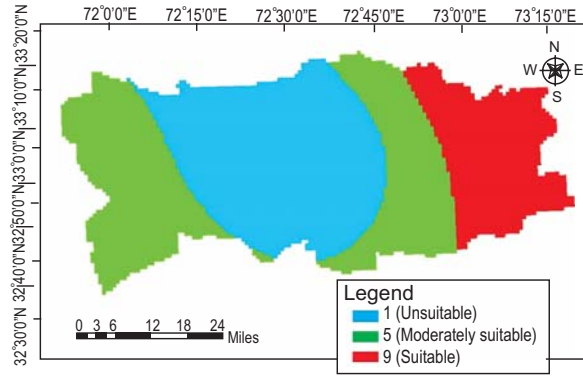 72°0'0"E 72°15'0"E 72°30'0"E 72°45'0"E 73°0'0"E 73°15'0"E
33°20'0"N
33°10'0"N
33°0'0"N
32°50'0"N
32°40'0"N
32°30'0"N
N
W E
S
Legend
1 (Unsuitable)
5 (Moderately suitable)
9 (Suitable)
0 3 6 12 18 24
Miles